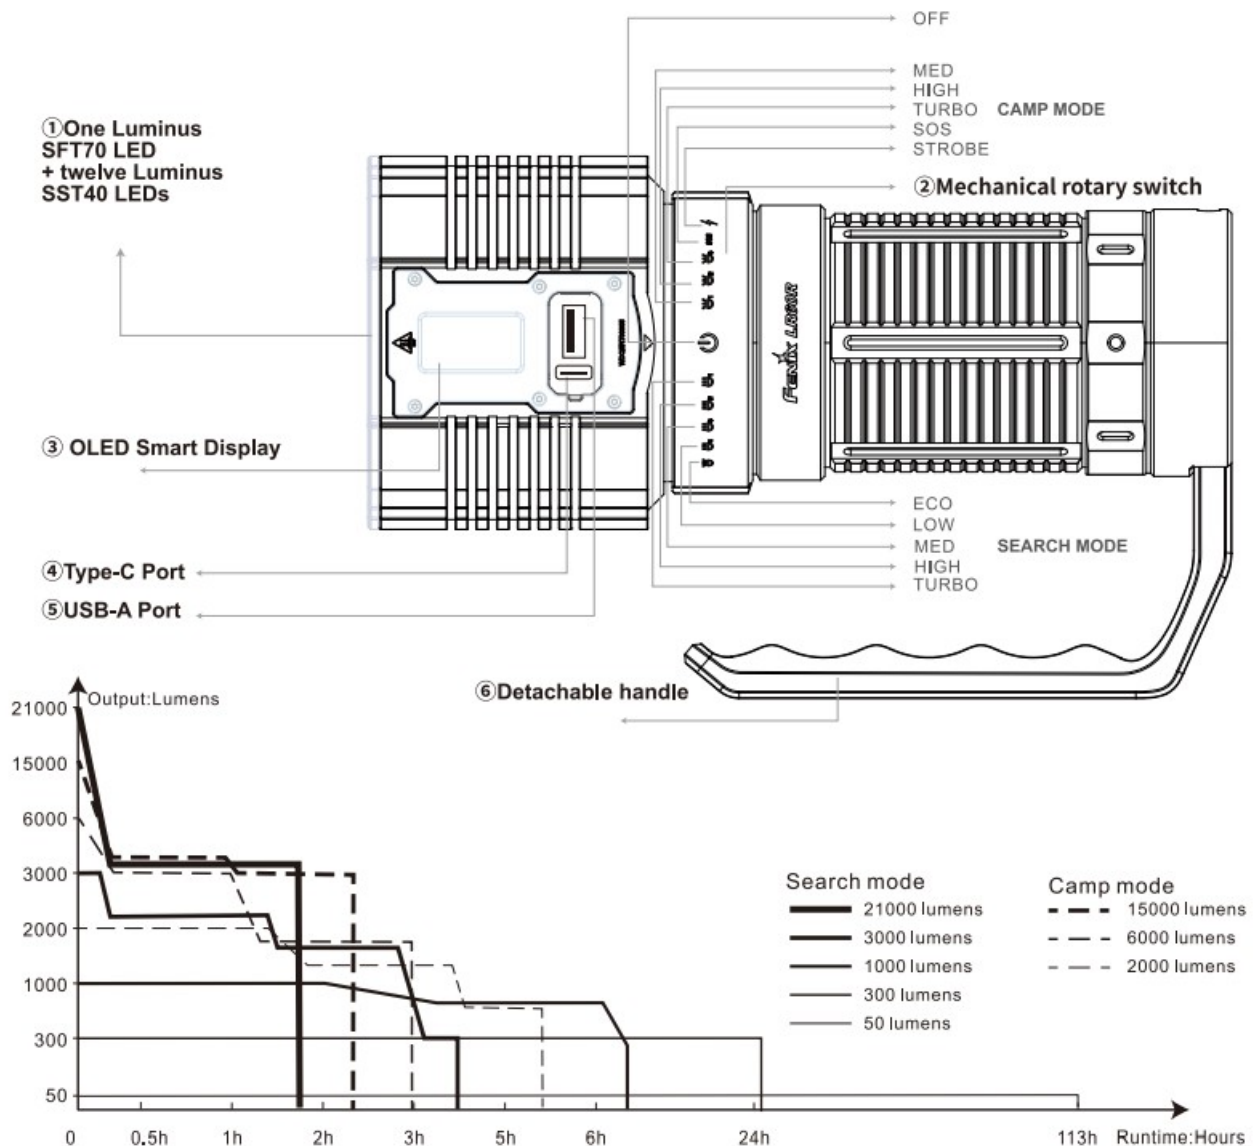 OFF
MED
HIGH
TURBO CAMP MODE
SOS
STROBE
①One Luminus
SFT70 LED
+ twelve Luminus
SST40 LEDs
②Mechanical rotary switch
FENIX LR60R
③ OLED Smart Display
ECO
LOW
MED SEARCH MODE
HIGH
TURBO
④Type-C Port
⑤USB-A Port
⑥Detachable handle
Output:Lumens
21000
15000
6000
3000
2000
1000
300
50
Search mode
21000 lumens
3000 lumens
1000 lumens
300 lumens
50 lumens
Camp mode
15000 lumens
6000 lumens
2000 lumens
0 0.5h 1h 2h 3h 5h 6h 24h 113h Runtime:Hours